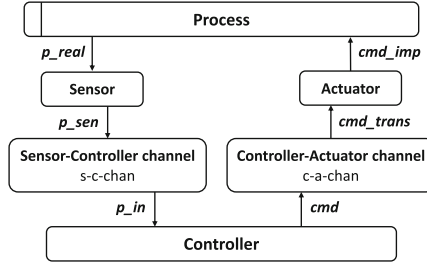 Process
p_real
cmd_imp
Sensor
Actuator
p_sen
cmd_trans
Sensor-Controller channel
s-c-chan
Controller-Actuator channel
c-a-chan
p_in
cmd
Controller